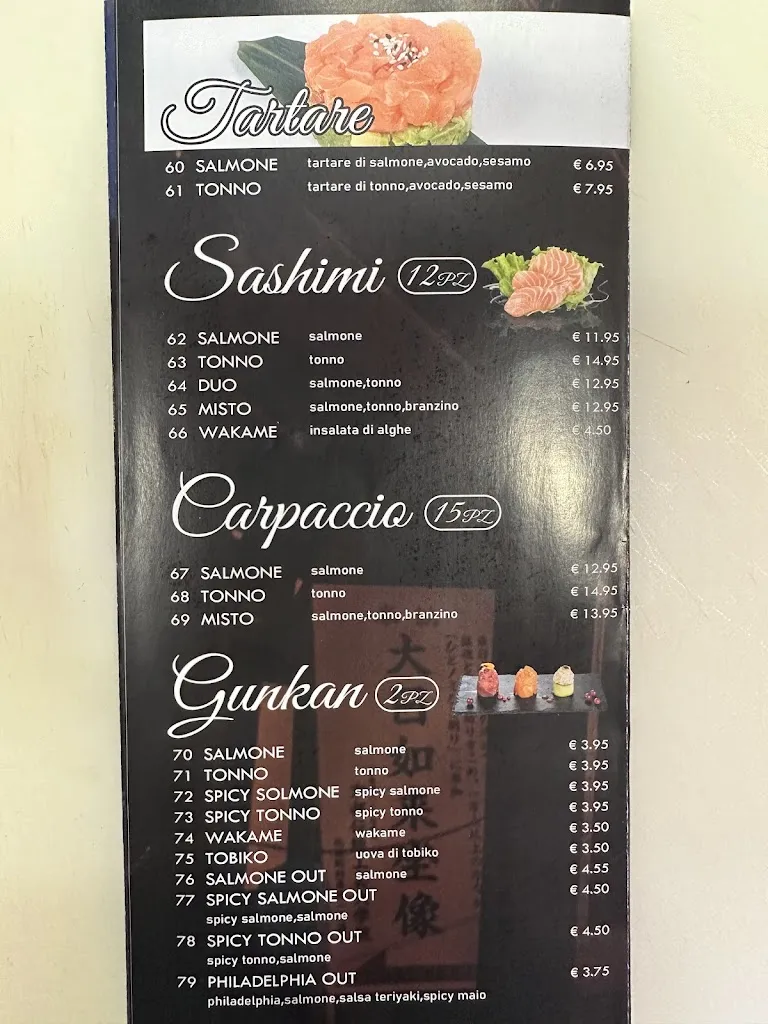 Tartare
60 SALMONE tartare di salmone,avocado,sesamo € 6.95
61 TONNO tartare di tonno,avocado,sesamo € 7.95
Sashimi 12PZ
62 SALMONE salmone € 11.95
63 TONNO tonno € 14.95
64 DUO salmone,tonno € 12.95
65 MISTO salmone,tonno,branzino € 12.95
66 WAKAME insalata di alghe € 4.50
Carpaccio 15PZ
67 SALMONE salmone € 12.95
68 TONNO tonno € 14.95
69 MISTO salmone,tonno,branzino € 13.95
Gunkan 2PZ
70 SALMONE salmone € 3.95
71 TONNO tonno € 3.95
72 SPICY SOLMONE spicy salmone € 3.95
73 SPICY TONNO spicy tonno € 3.95
74 WAKAME wakame € 3.50
75 TOBIKO uova di tobiko € 3.50
76 SALMONE OUT salmone € 4.55
77 SPICY SALMONE OUT € 4.50
spicy salmone,salmone
78 SPICY TONNO OUT € 4.50
spicy tonno,salmone
79 PHILADELPHIA OUT € 3.75
philadelphia,salmone,salsa teriyaki,spicy maio